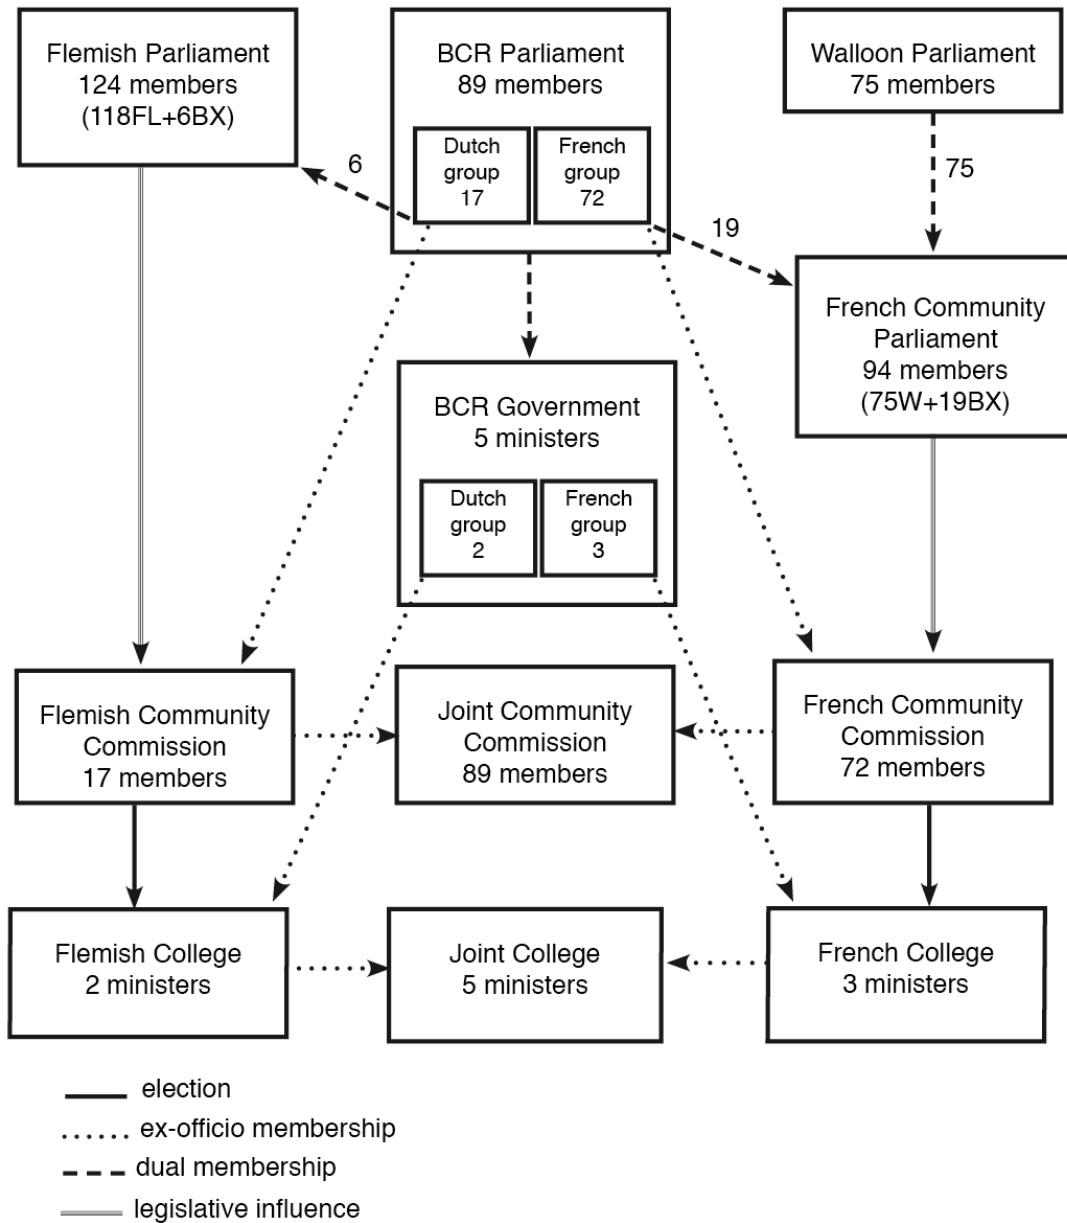 Flemish Parliament
124 members
(118FL+6BX)
BCR Parliament
89 members
Dutch
group
17
French
group
72
Walloon Parliament
75 members
6
19
75
French Community
Parliament
94 members
(75W+19BX)
BCR Government
5 ministers
Dutch
group
2
French
group
3
Flemish Community
Commission
17 members
Joint Community
Commission
89 members
French Community
Commission
72 members
Flemish College
2 ministers
Joint College
5 ministers
French College
3 ministers
election
ex-officio membership
dual membership
legislative influence